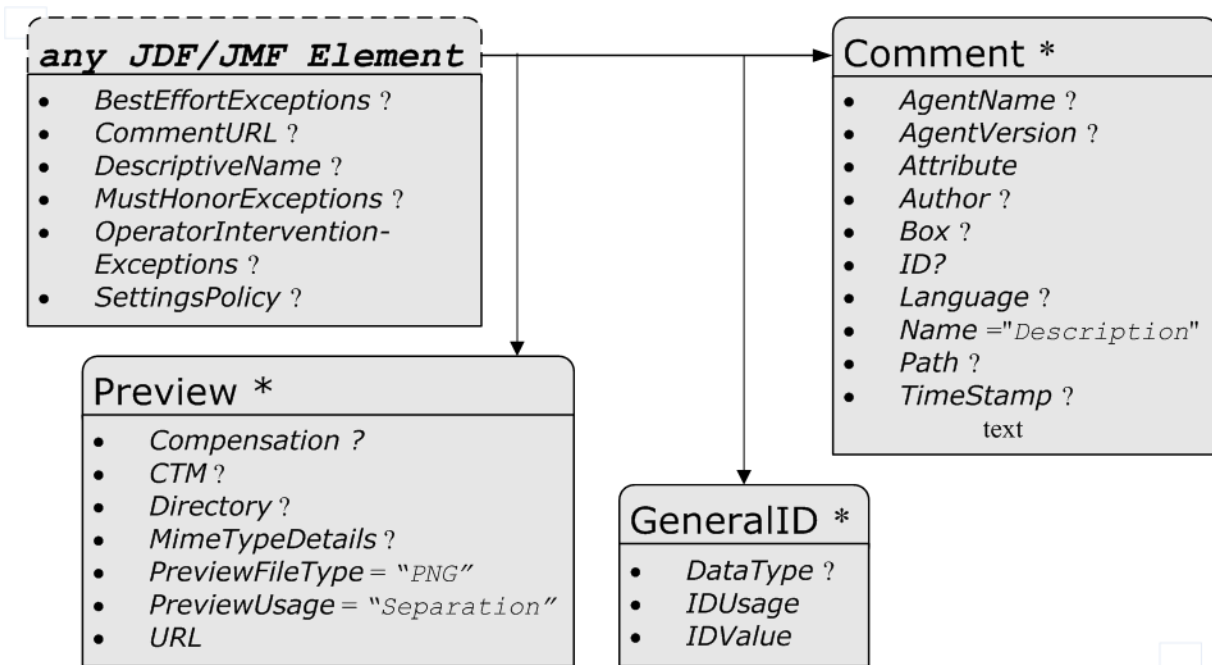 any JDF/JMF Element
• BestEffortExceptions ?
• CommentURL ?
• DescriptiveName ?
• MustHonorExceptions ?
• OperatorIntervention-
Exceptions ?
• SettingsPolicy ?
Comment *
• AgentName ?
• AgentVersion ?
• Attribute
• Author ?
• Box ?
• ID?
• Language ?
• Name ="Description"
• Path ?
• TimeStamp ?
text
Preview *
• Compensation ?
• CTM ?
• Directory ?
• MimeTypeDetails ?
• PreviewFileType = “PNG”
• PreviewUsage = “Separation”
• URL
GeneralID *
• DataType ?
• IDUsage
• IDValue